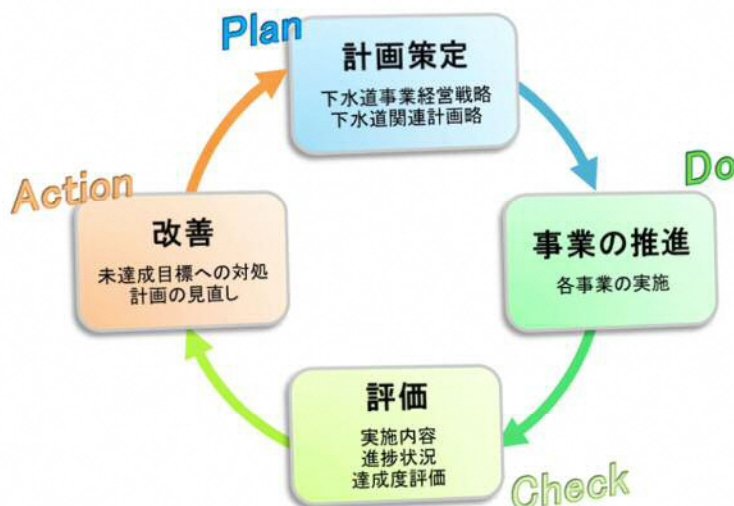 Plan
計画策定
下水道事業経営戦略
下水道関連計画略
Do
事業の推進
各事業の実施
Check
評価
実施内容
進捗状況
達成度評価
Action
改善
未達成目標への対処
計画の見直し